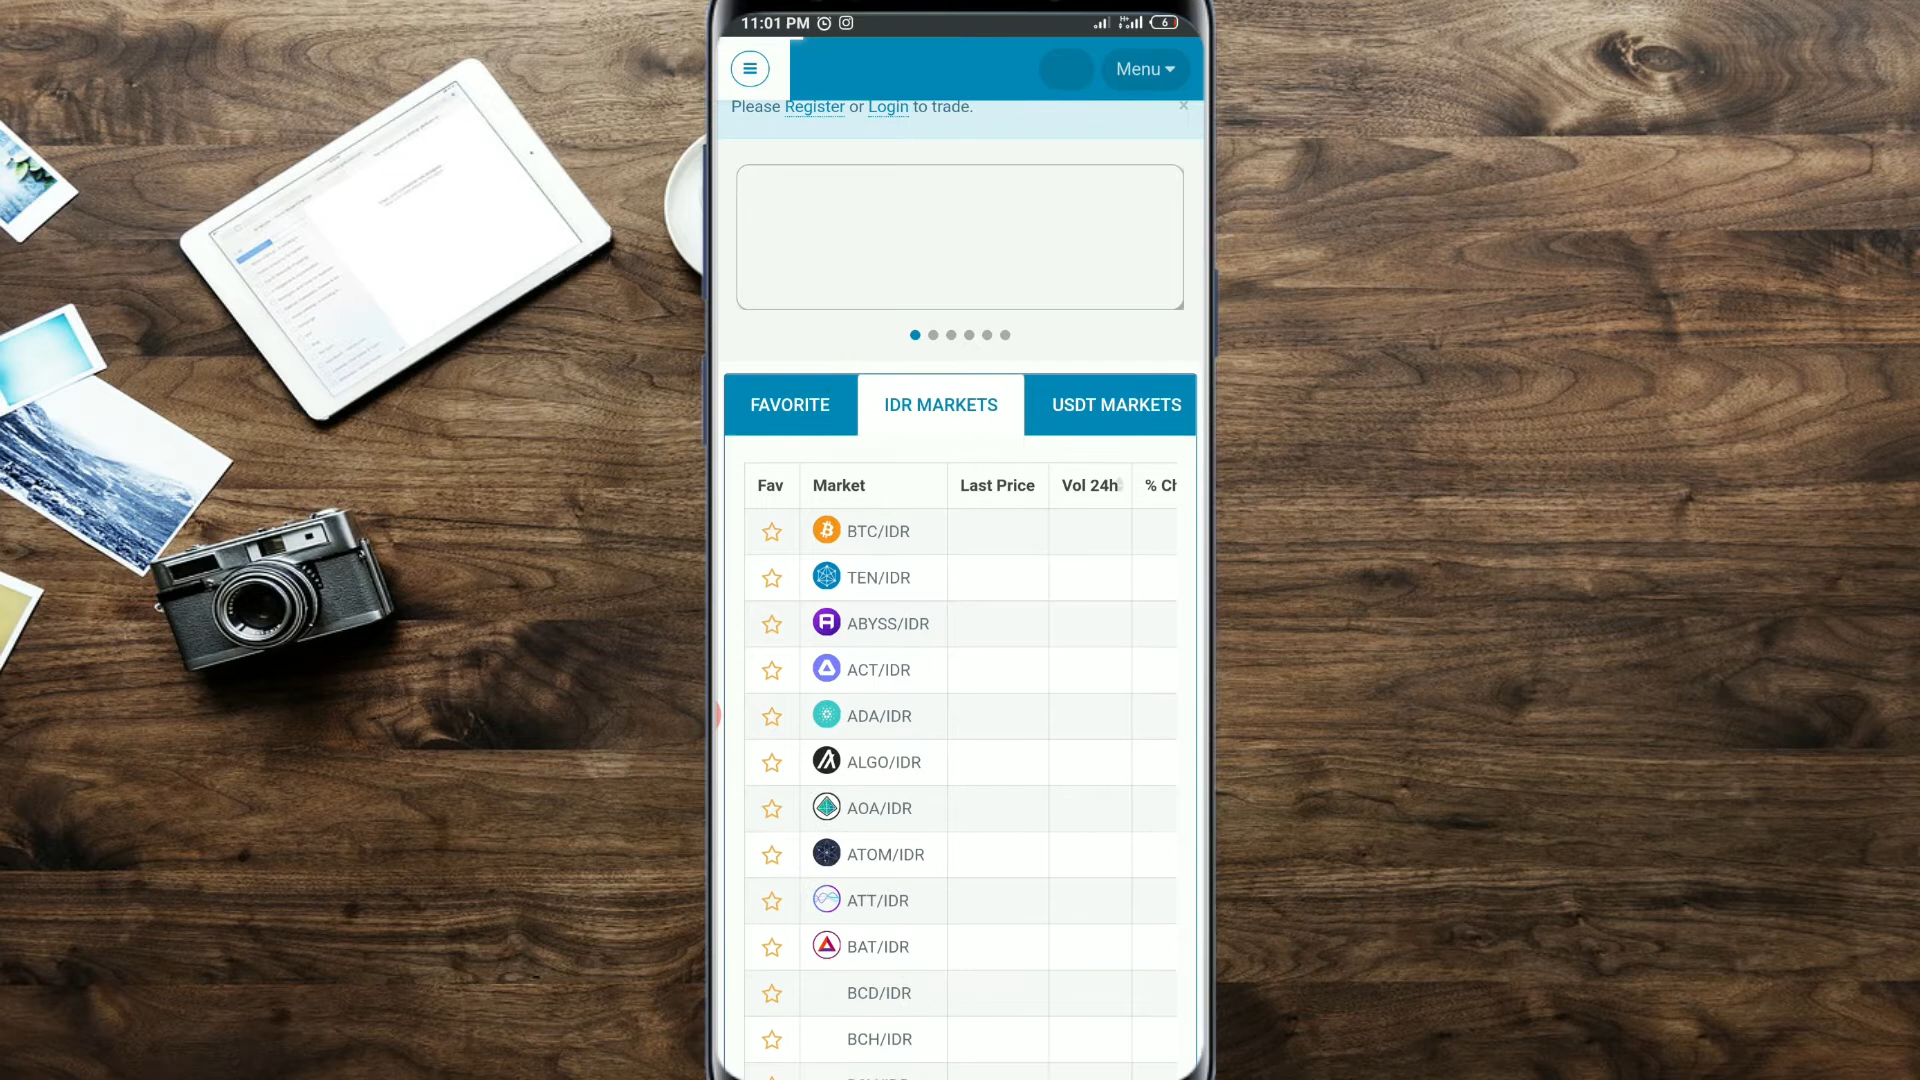 11:01 PM
H+
6
Menu
Please Register or Login to trade.
×
FAVORITE
IDR MARKETS
USDT MARKETS
Fav
Market
Last Price
Vol 24h
% Ch
BTC/IDR
TEN/IDR
ABYSS/IDR
ACT/IDR
ADA/IDR
ALGO/IDR
AOA/IDR
ATOM/IDR
ATT/IDR
BAT/IDR
BCD/IDR
BCH/IDR